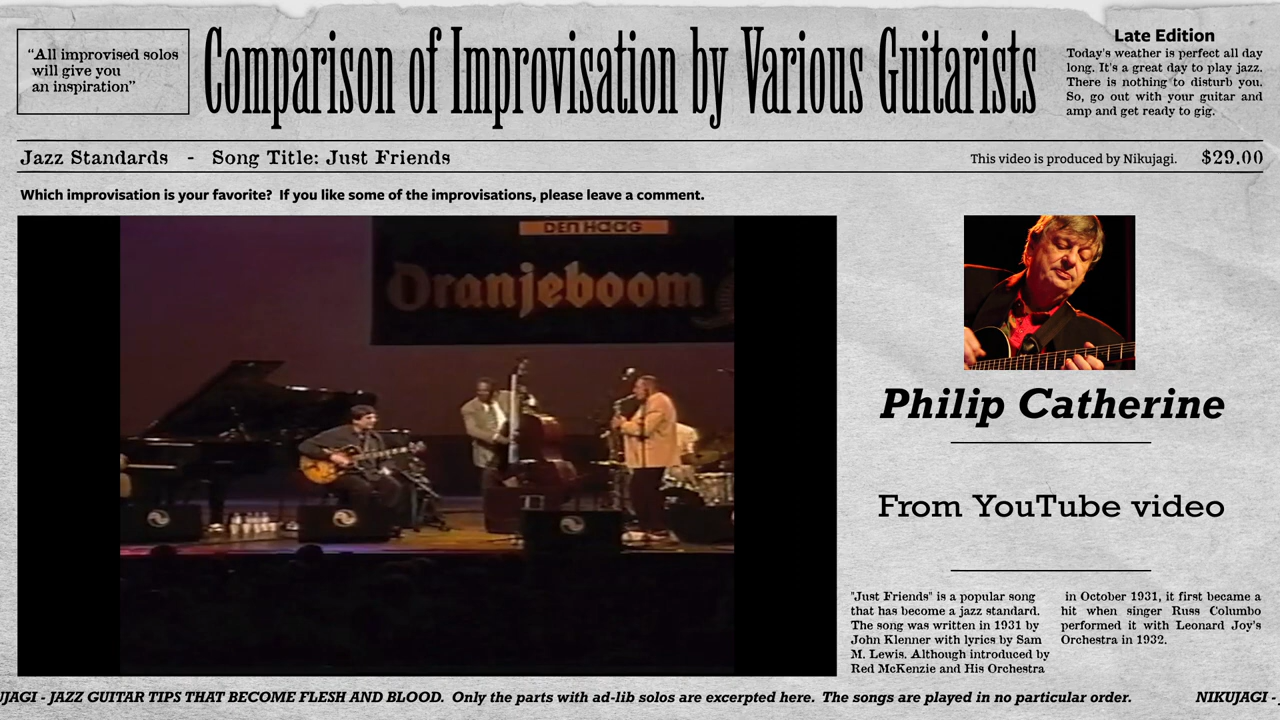 “All improvised solos
will give you
an inspiration”
Comparison of Improvisation by Various Guitarists
Late Edition
Today's weather is perfect all day
long. It's a great day to play jazz.
There is nothing to disturb you.
So, go out with your guitar and
amp and get ready to gig.
Jazz Standards - Song Title: Just Friends
This video is produced by Nikujagi. $29.00
Which improvisation is your favorite? If you like some of the improvisations, please leave a comment.
DEN HAAG
Oranjeboom
Philip Catherine
From YouTube video
"Just Friends" is a popular song
that has become a jazz standard.
The song was written in 1931 by
John Klenner with lyrics by Sam
M. Lewis. Although introduced by
Red McKenzie and His Orchestra
in October 1931, it first became a
hit when singer Russ Columbo
performed it with Leonard Joy's
Orchestra in 1932.
UJAGI - JAZZ GUITAR TIPS THAT BECOME FLESH AND BLOOD. Only the parts with ad-lib solos are excerpted here. The songs are played in no particular order. NIKUJAGI -